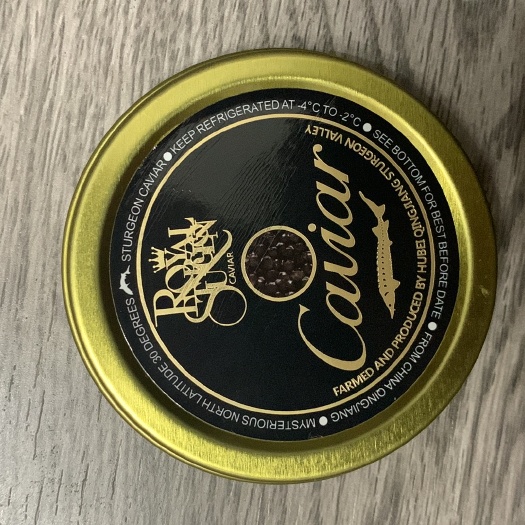 ROYAL
STURGEON
CAVIAR
Caviar
FARMED AND PRODUCED BY HUBEI QINGJIANG STURGEON VALLEY
STURGEON CAVIAR • KEEP REFRIGERATED AT -4°C TO -2°C • SEE BOTTOM FOR BEST BEFORE DATE • FROM CHINA QINGJIANG • MYSTERIOUS NORTH LATITUDE 30 DEGREES